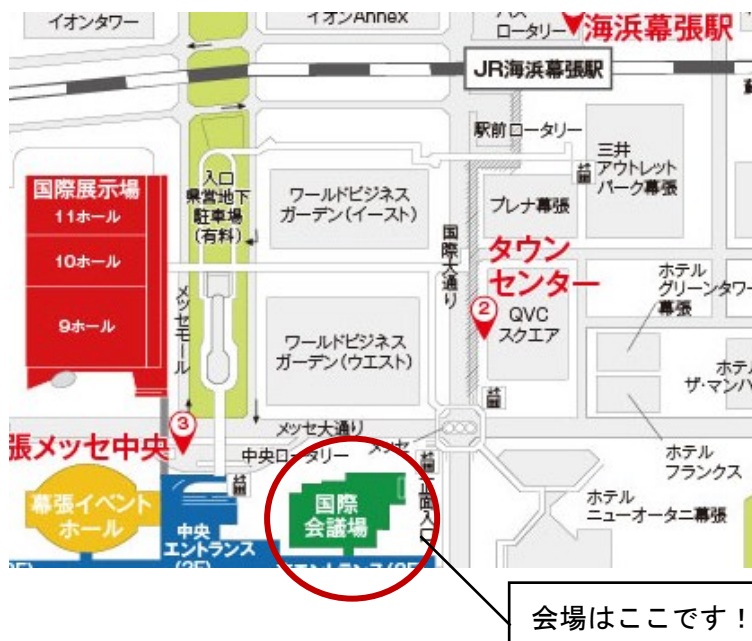 イオンタワー
イオンAnnex
バス
ロータリー
海浜幕張駅
JR海浜幕張駅
駅前ロータリー
三井
アウトレット
パーク幕張
入口
県営地下
駐車場
(有料)
ワールドビジネス
ガーデン(イースト)
プレナ幕張
国際展示場
11ホール
10ホール
9ホール
国際大通り
タウン
センター
②
QVC
スクエア
ホテル
グリーンタワー
幕張
メッセモール
ワールドビジネス
ガーデン(ウエスト)
ホテル
ザ・マンハ
③
張メッセ中央
メッセ大通り
中央ロータリー
メッセ
ホテル
フランクス
幕張イベント
ホール
中央
エントランス
(2F)
国際
会議場
正面入口
ホテル
ニューオータニ幕張
会場はここです！